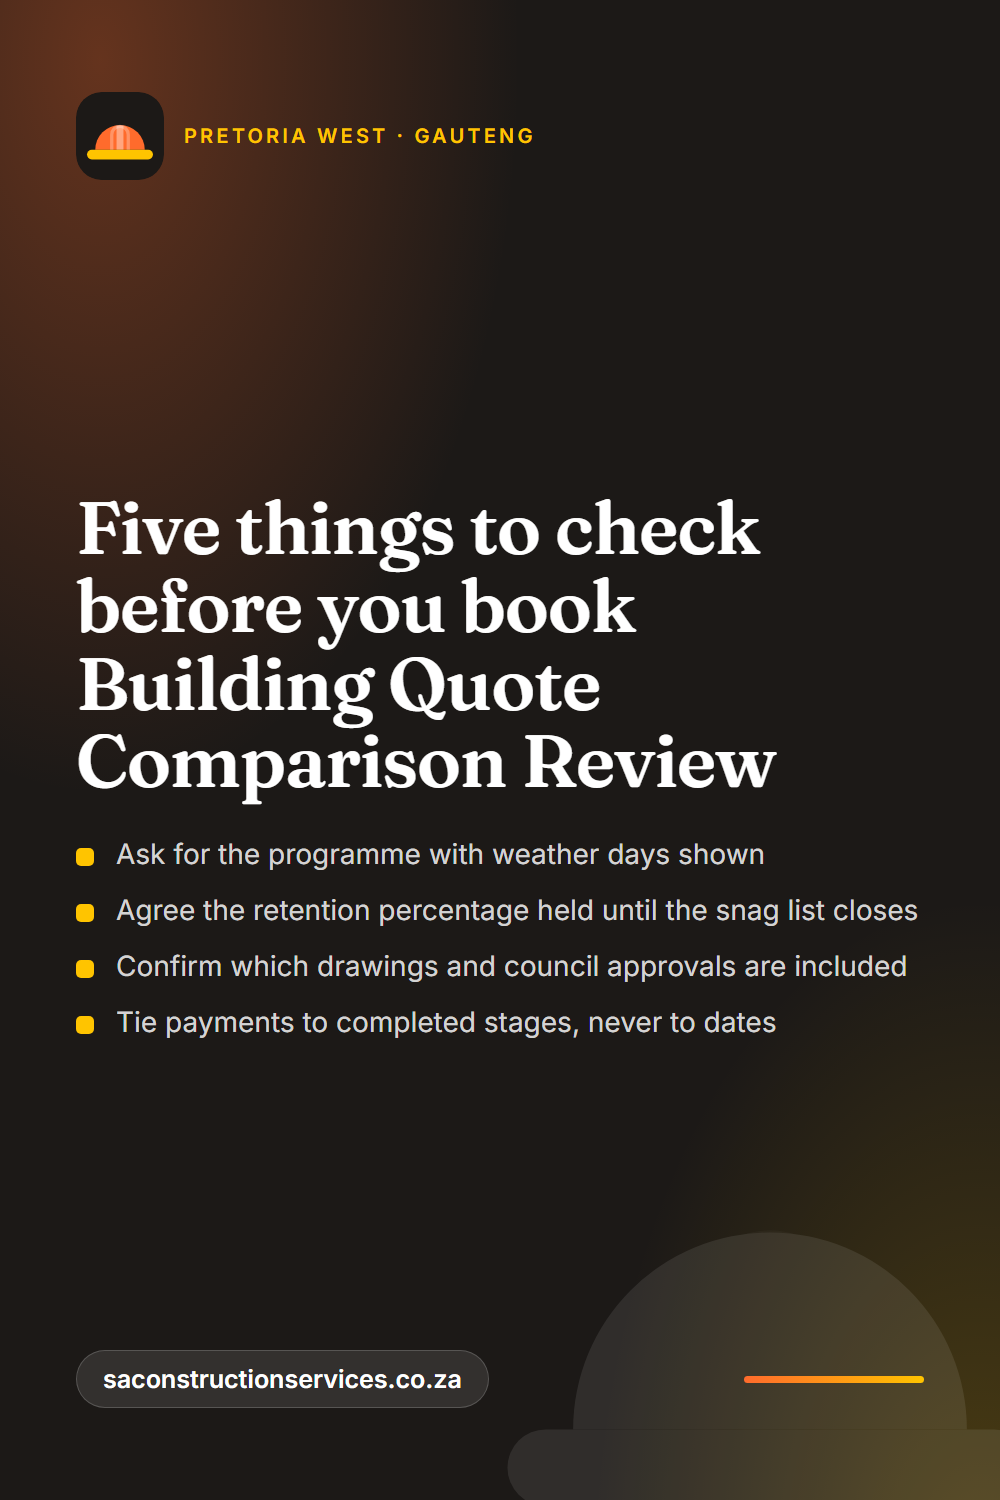 PRETORIA WEST · GAUTENG
Five things to check
before you book
Building Quote
Comparison Review
Ask for the programme with weather days shown
Agree the retention percentage held until the snag list closes
Confirm which drawings and council approvals are included
Tie payments to completed stages, never to dates
saconstructionservices.co.za